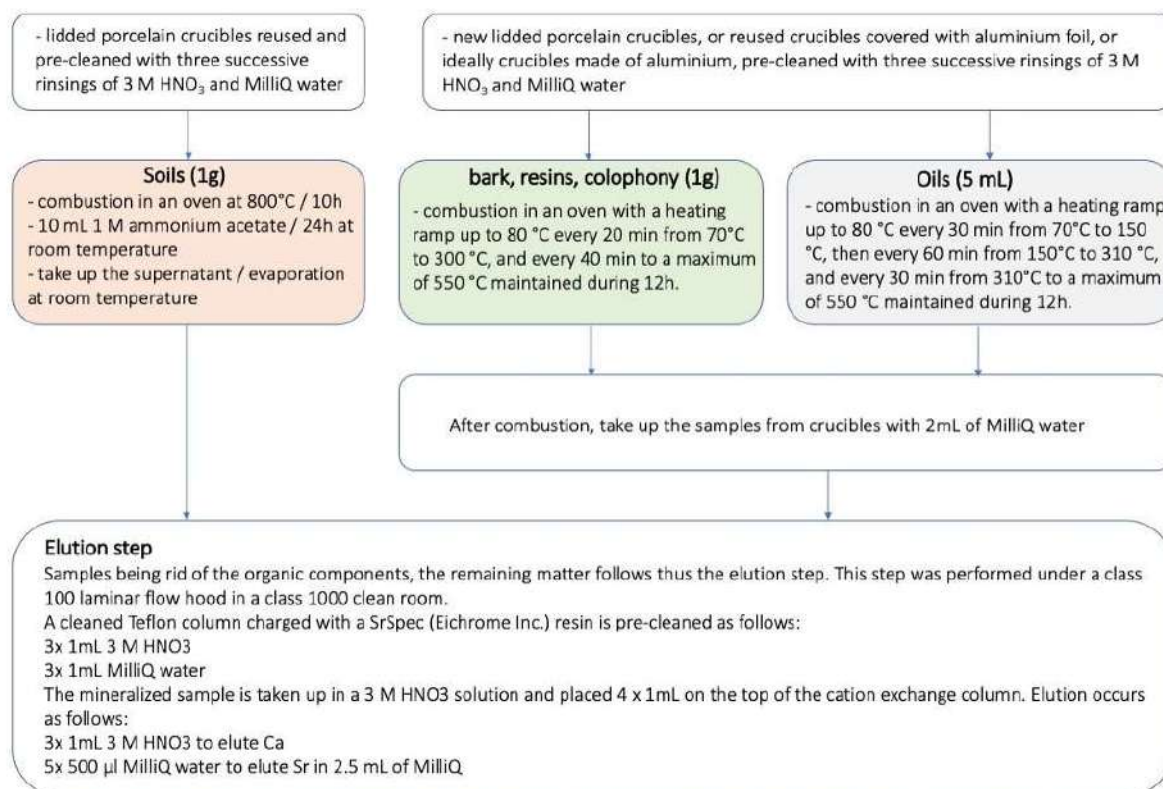 - lidded porcelain crucibles reused and
pre-cleaned with three successive
rinsings of 3 M HNO₃ and MilliQ water
- new lidded porcelain crucibles, or reused crucibles covered with aluminium foil, or
ideally crucibles made of aluminium, pre-cleaned with three successive rinsings of 3 M
HNO₃ and MilliQ water
Soils (1g)
- combustion in an oven at 800°C / 10h
- 10 mL 1 M ammonium acetate / 24h at
room temperature
- take up the supernatant / evaporation
at room temperature
bark, resins, colophony (1g)
- combustion in an oven with a heating
ramp up to 80 °C every 20 min from 70°C
to 300 °C, and every 40 min to a maximum
of 550 °C maintained during 12h.
Oils (5 mL)
- combustion in an oven with a heating ramp
up to 80 °C every 30 min from 70°C to 150
°C, then every 60 min from 150°C to 310 °C,
and every 30 min from 310°C to a maximum
of 550 °C maintained during 12h.
After combustion, take up the samples from crucibles with 2mL of MilliQ water
Elution step
Samples being rid of the organic components, the remaining matter follows thus the elution step. This step was performed under a class
100 laminar flow hood in a class 1000 clean room.
A cleaned Teflon column charged with a SrSpec (Eichrome Inc.) resin is pre-cleaned as follows:
3x 1mL 3 M HNO3
3x 1mL MilliQ water
The mineralized sample is taken up in a 3 M HNO3 solution and placed 4 x 1mL on the top of the cation exchange column. Elution occurs
as follows:
3x 1mL 3 M HNO3 to elute Ca
5x 500 µl MilliQ water to elute Sr in 2.5 mL of MilliQ